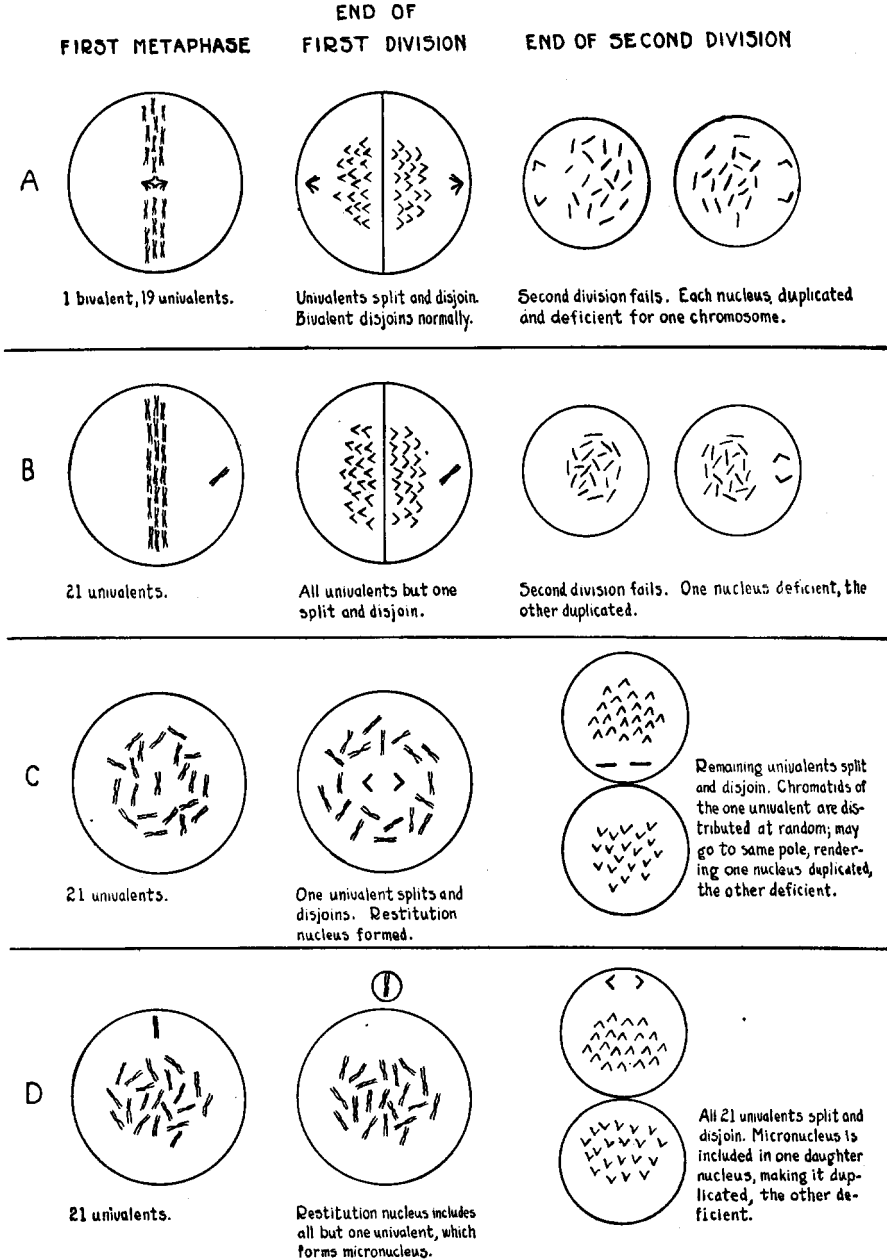 END OF
FIRST METAPHASE FIRST DIVISION END OF SECOND DIVISION
A
1 bivalent, 19 univalents.
Univalents split and disjoin.
Bivalent disjoins normally.
Second division fails. Each nucleus, duplicated
and deficient for one chromosome.
B
21 univalents.
All univalents but one
split and disjoin.
Second division fails. One nucleus deficient, the
other duplicated.
C
21 univalents.
One univalent splits and
disjoins. Restitution
nucleus formed.
Remaining univalents split
and disjoin. Chromatids of
the one univalent are dis-
tributed at random; may
go to same pole, render-
ing one nucleus duplicated,
the other deficient.
D
21 univalents.
Restitution nucleus includes
all but one univalent, which
forms micronucleus.
All 21 univalents split and
disjoin. Micronucleus is
included in one daughter
nucleus, making it dup-
licated, the other de-
ficient.